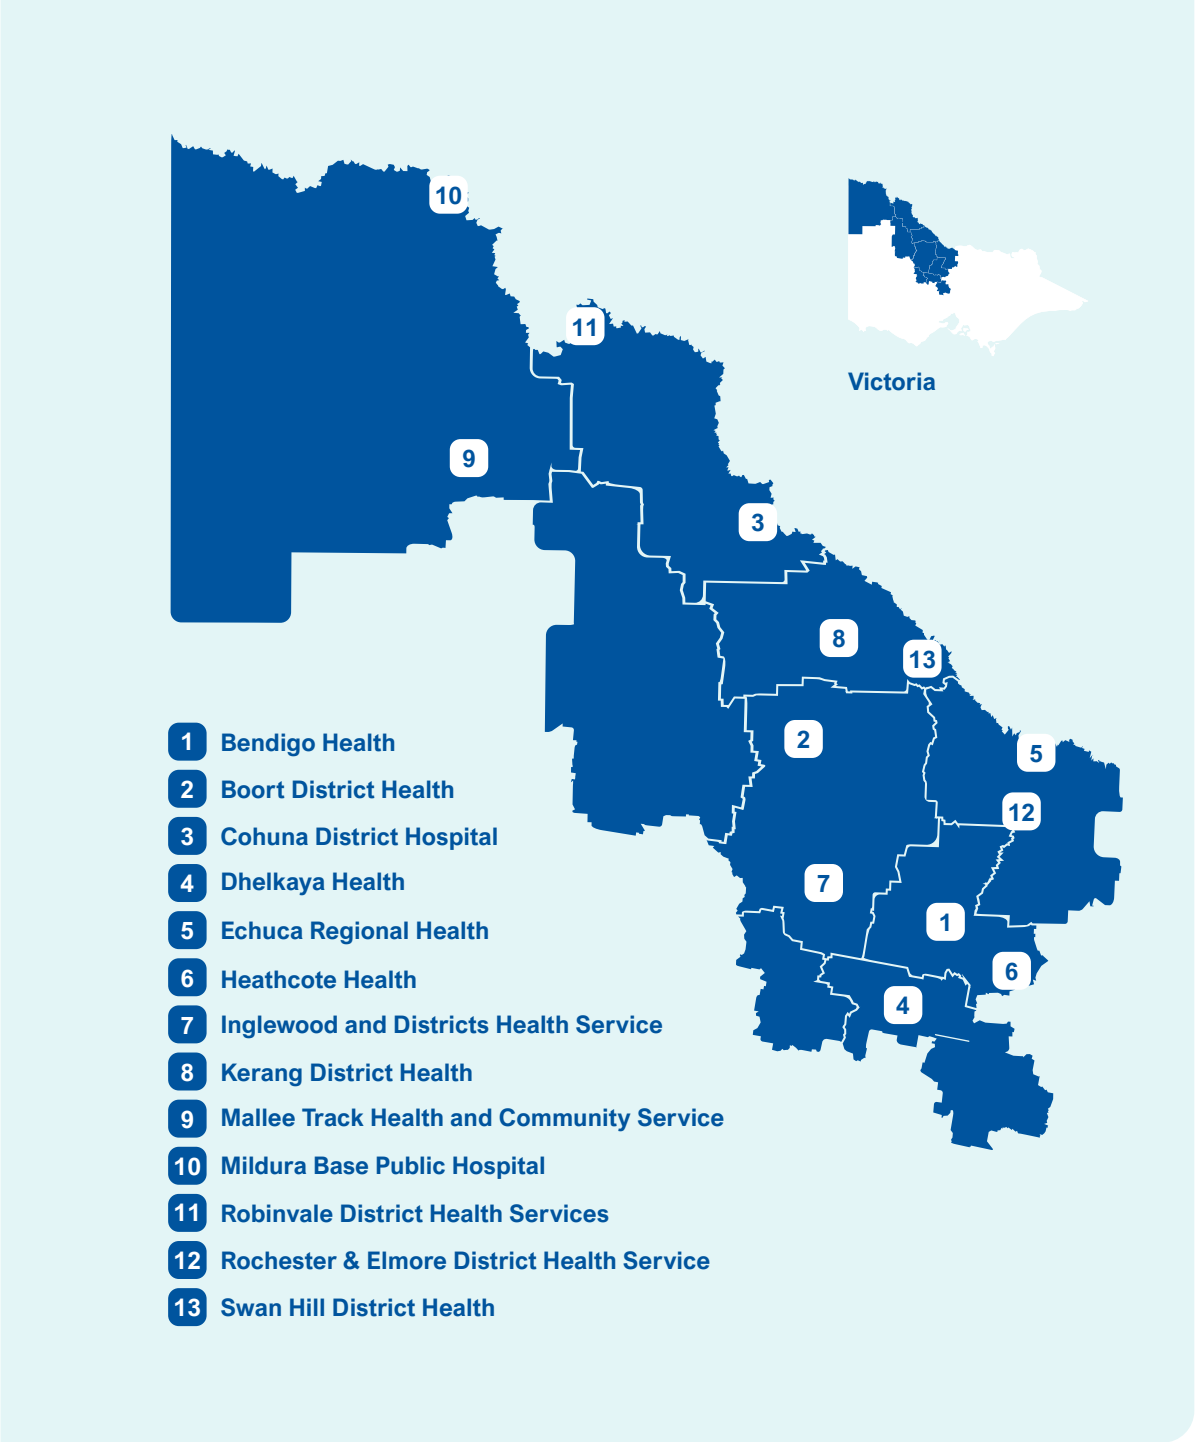 10
11
Victoria
9
3
8
13
2
5
12
7
1
6
4
1 Bendigo Health
2 Boort District Health
3 Cohuna District Hospital
4 Dhelkaya Health
5 Echuca Regional Health
6 Heathcote Health
7 Inglewood and Districts Health Service
8 Kerang District Health
9 Mallee Track Health and Community Service
10 Mildura Base Public Hospital
11 Robinvale District Health Services
12 Rochester & Elmore District Health Service
13 Swan Hill District Health